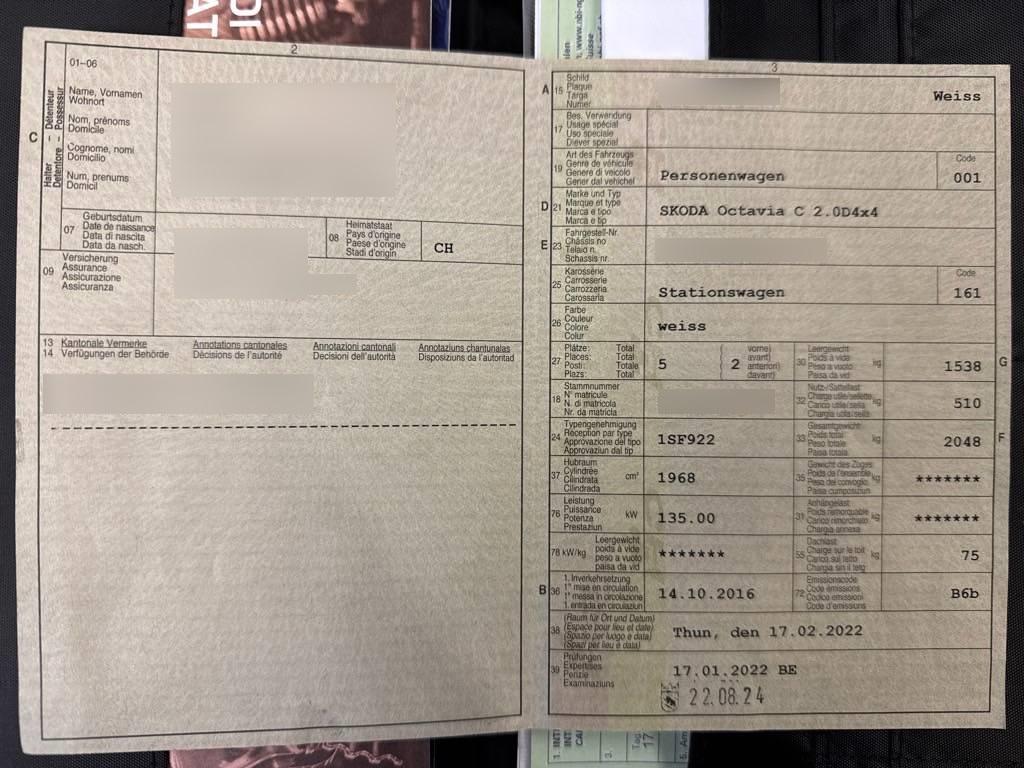 DI
AT
www.nbi-ng
2
01–06
C
Halter – Détenteur
Detentore – Possessur
Name, Vornamen
Wohnort
Nom, prénoms
Domicile
Cognome, nomi
Domicilio
Num, prenums
Domicil
07
Geburtsdatum
Date de naissance
Data di nascita
Data da nasch.
08
Heimatstaat
Pays d'origine
Paese d'origine
Stadi d'origin
CH
09
Versicherung
Assurance
Assicurazione
Assicuranza
13 Kantonale Vermerke Annotations cantonales Annotazioni cantonali Annotaziuns chantunalas
14 Verfügungen der Behörde Décisions de l'autorité Decisioni dell'autorità Disposiziuns da l'autoritad
3
A 15
Schild
Plaque
Targa
Numer
Weiss
17
Bes. Verwendung
Usage spécial
Uso speciale
Diever spezial
19
Art des Fahrzeugs
Genre de véhicule
Genere di veicolo
Gener dal vehichel
Personenwagen
Code
001
D 21
Marke und Typ
Marque et type
Marca e tipo
Marca e tip
SKODA Octavia C 2.0D4x4
E 23
Fahrgestell-Nr.
Châssis no
Telaio n.
Schassis nr.
25
Karosserie
Carrosserie
Carrozzeria
Carossaria
Stationswagen
Code
161
26
Farbe
Couleur
Colore
Colur
weiss
27
Plätze: Total
Places: Total
Posti: Totale
Plazs: Total
5
2
vorne)
avant)
anteriori)
davant)
30
Leergewicht
Poids à vide
Peso a vuoto
Paisa da vid
kg
1538
G
18
Stammnummer
N° matricule
N. di matricola
Nr. da matricla
32
Nutz-/Sattellast
Charge utile/sellette
Carico utile/sella
Chargia utila/sella
kg
510
24
Typengenehmigung
Réception par type
Approvazione del tipo
Approvaziun dal tip
1SF922
33
Gesamtgewicht
Poids total
Peso totale
Paisa totala
kg
2048
F
37
Hubraum
Cylindrée
Cilindrata
Cilindrada
cm³
1968
35
Gewicht des Zuges
Poids de l'ensemble
Peso del convoglio
Paisa cumposiziun
kg
*******
76
Leistung
Puissance
Potenza
Prestaziun
kW
135.00
31
Anhängelast
Poids remorquable
Carico rimorchiato
Chargia annexa
kg
*******
78 kW/kg
Leergewicht
poids à vide
peso a vuoto
paisa da vid
*******
55
Dachlast
Charge sur le toit
Carico sul tetto
Chargia sin il tetg
kg
75
B 36
1. Inverkehrsetzung
1re mise en circulation
1a messa in circolazione
1. entrada en circulaziun
14.10.2016
72
Emissionscode
Code émissions
Codice emissioni
Code d'emissiuns
B6b
38
(Raum für Ort und Datum)
(Espace pour lieu et date)
(Spazio per luogo e data)
(Spazi per lieu e data)
Thun, den 17.02.2022
39
Prüfungen
Expertises
Perizie
Examinaziuns
17.01.2022 BE
22.08.24